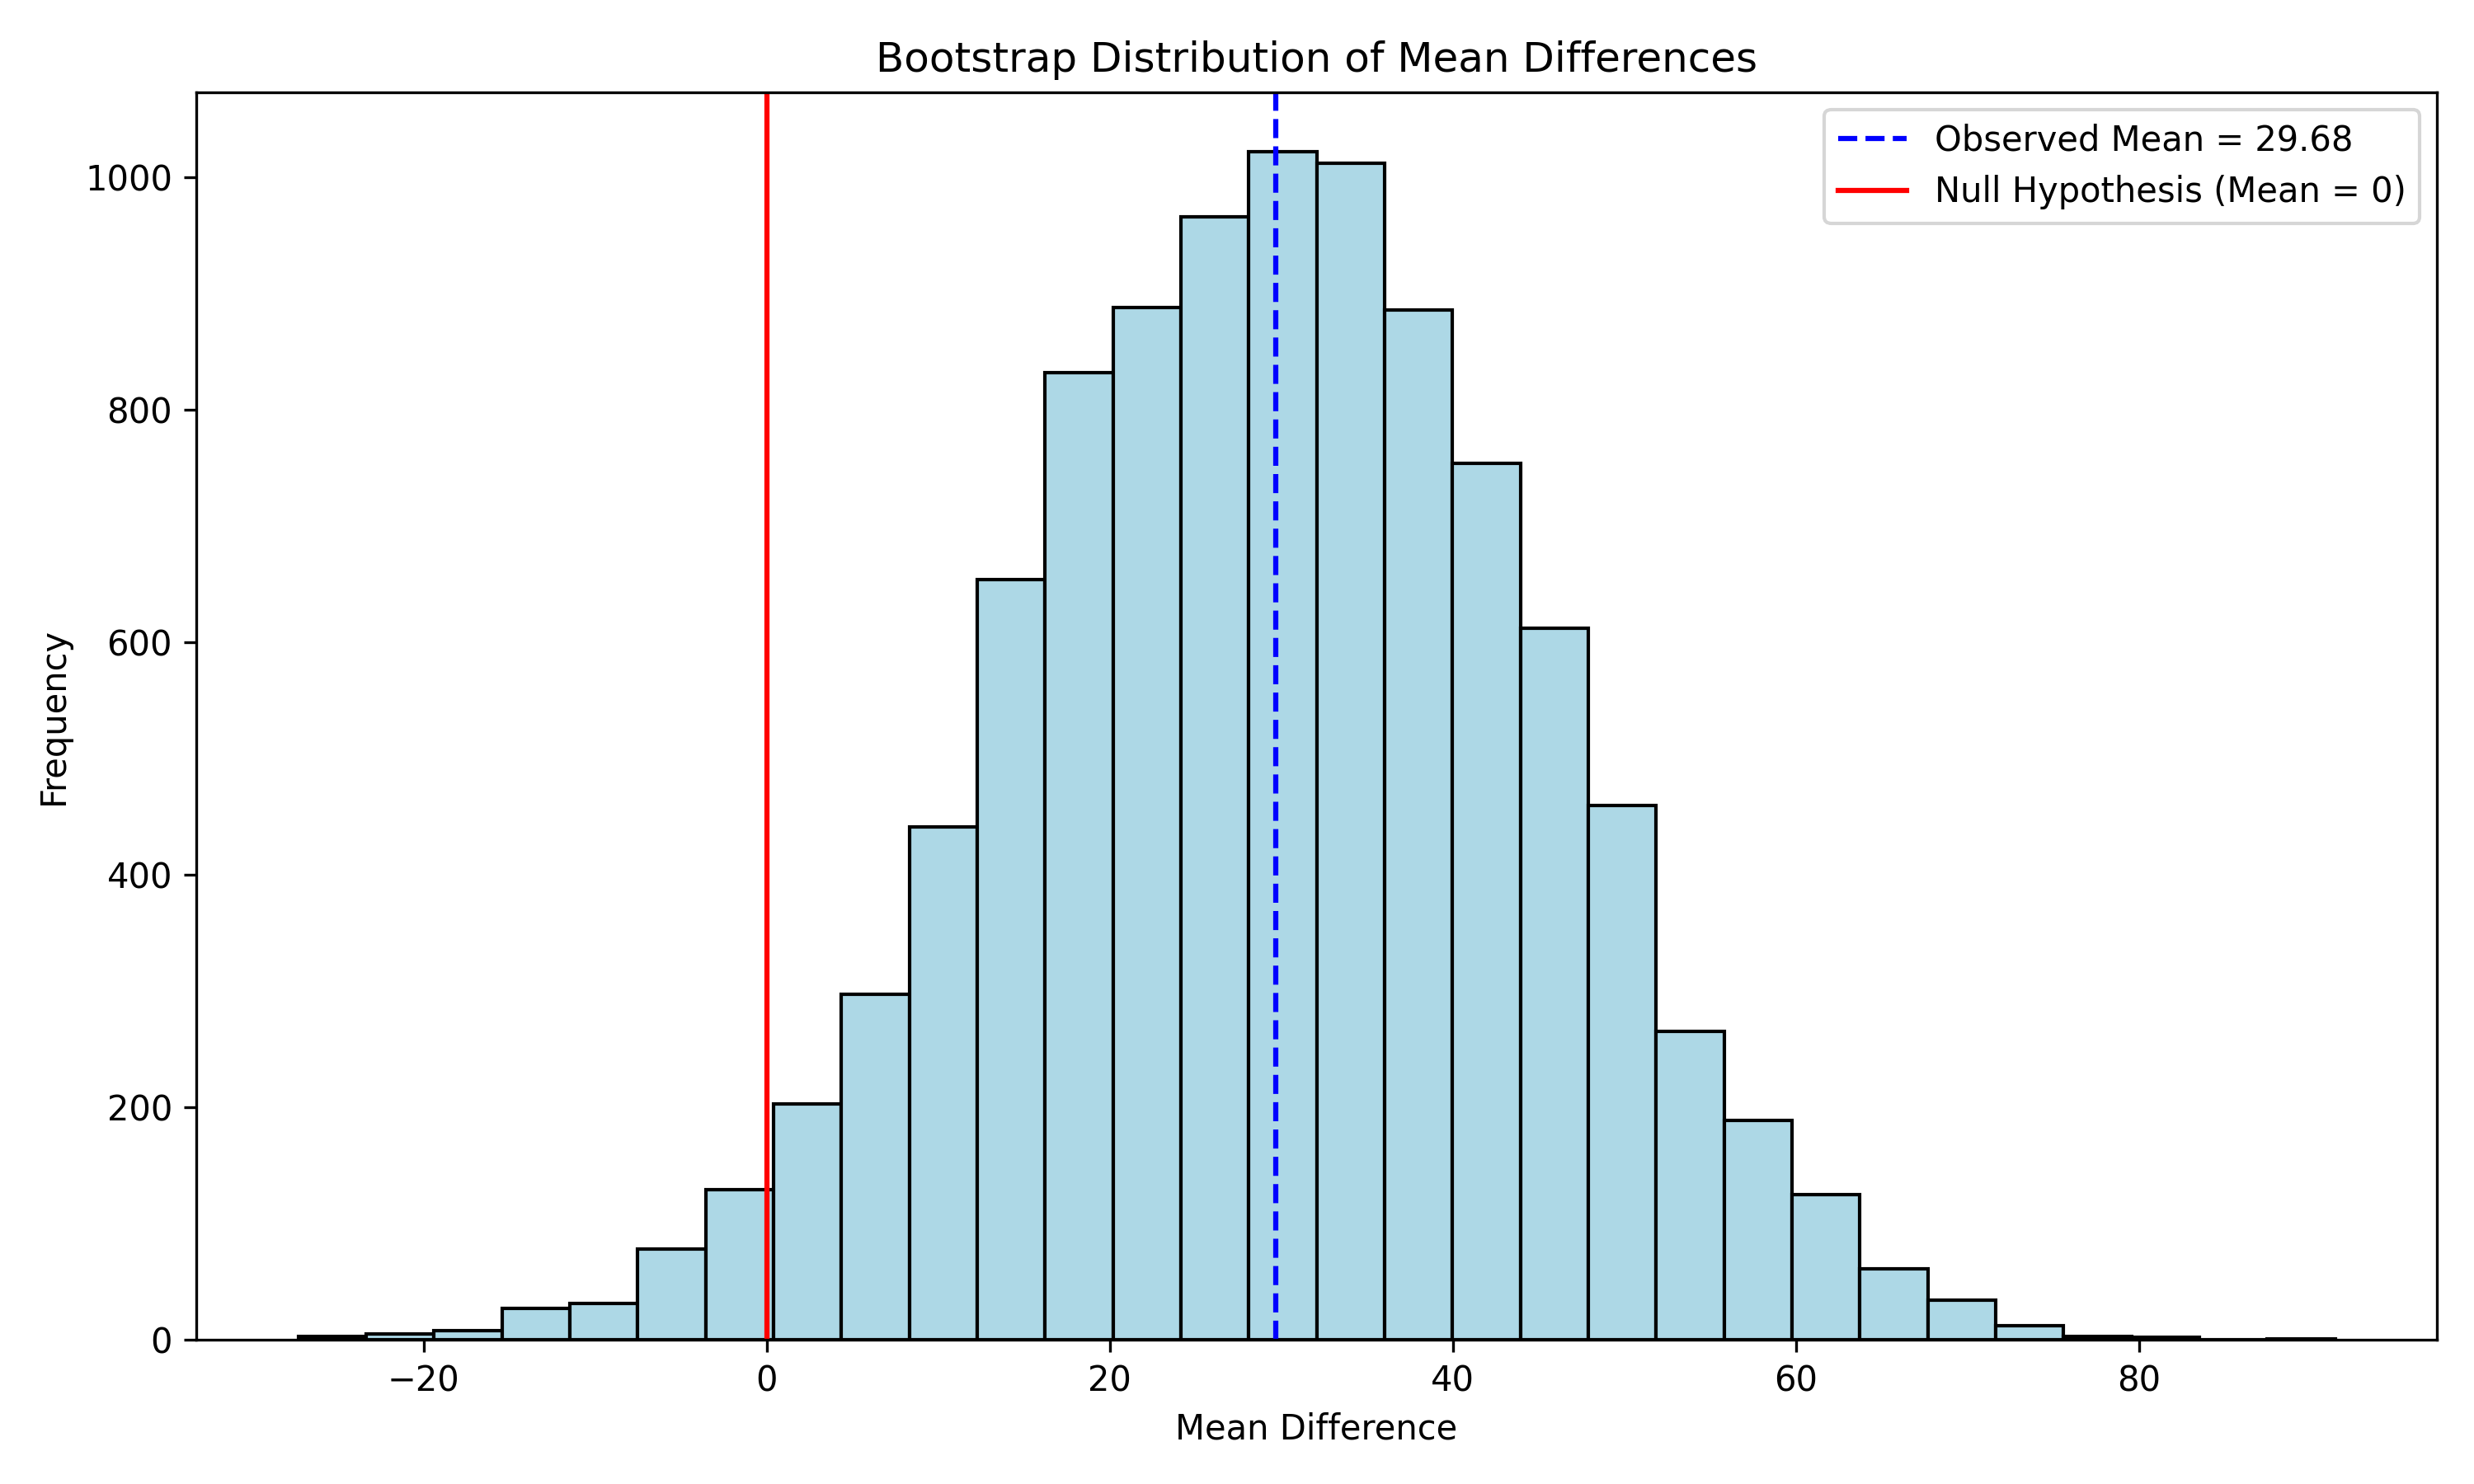 Bootstrap Distribution of Mean Differences
Observed Mean = 29.68
Null Hypothesis (Mean = 0)
1000
800
600
400
200
0
Frequency
−20
0
20
40
60
80
Mean Difference